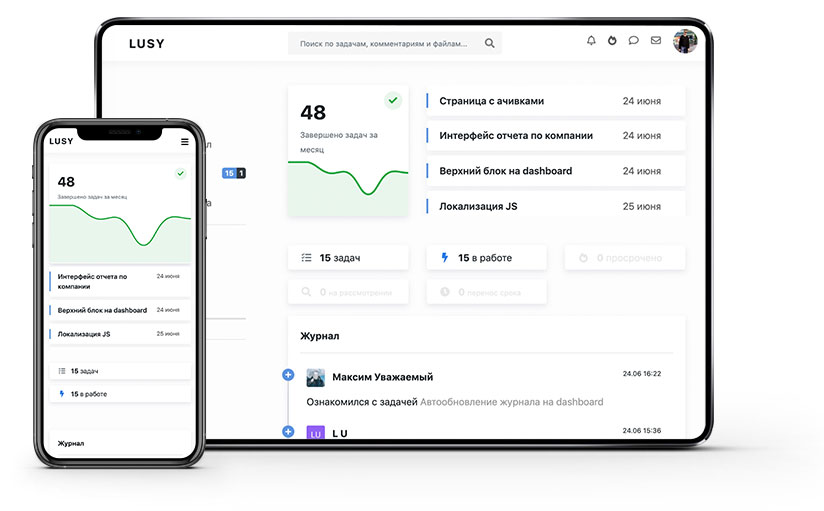 LUSY
Поиск по задачам, комментариям и файлам...
48
Завершено задач за
месяц
Страница с ачивками 24 июня
Интерфейс отчета по компании 24 июня
Верхний блок на dashboard 24 июня
Локализация JS 25 июня
15 1
15 задач
15 в работе
0 просрочено
0 на рассмотрении
0 перенос срока
Журнал
Максим Уважаемый 24.06 16:22
Ознакомился с задачей Автообновление журнала на dashboard
LU L U 24.06 15:36
LUSY
48
Завершено задач за месяц
Интерфейс отчета по 24 июня
компании
Верхний блок на dashboard 24 июня
Локализация JS 25 июня
15 задач
15 в работе
Журнал